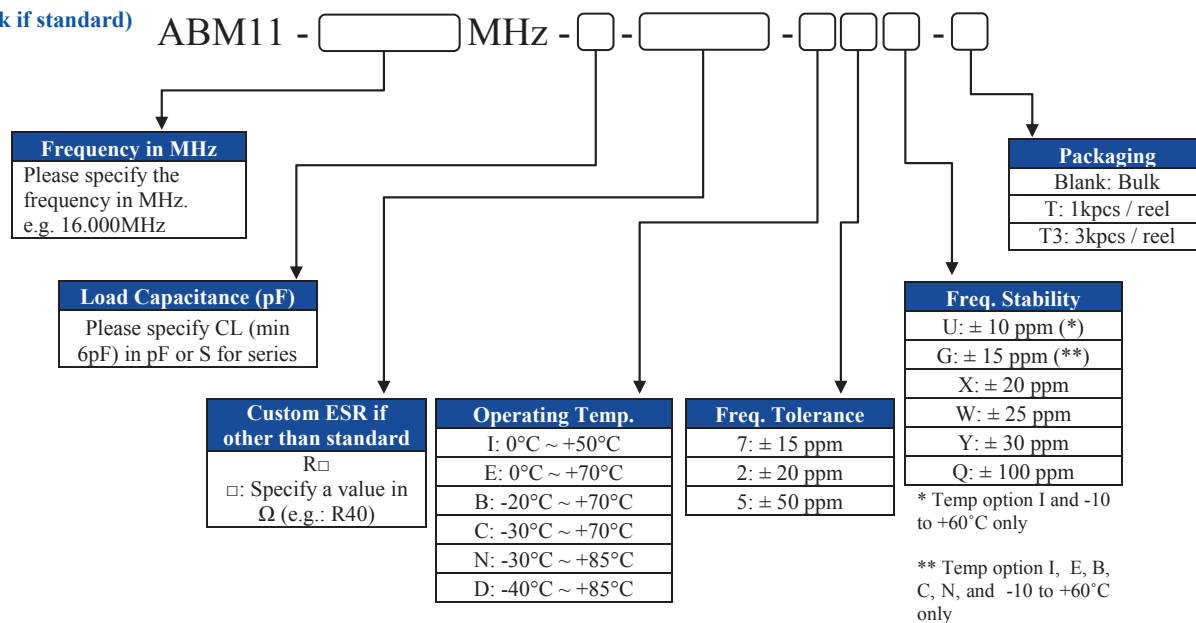 k if standard)
ABM11 - MHz - - -
Frequency in MHz
Please specify the
frequency in MHz.
e.g. 16.000MHz
Load Capacitance (pF)
Please specify CL (min
6pF) in pF or S for series
Custom ESR if
other than standard
R□
□: Specify a value in
Ω (e.g.: R40)
Operating Temp.
I: 0°C ~ +50°C
E: 0°C ~ +70°C
B: -20°C ~ +70°C
C: -30°C ~ +70°C
N: -30°C ~ +85°C
D: -40°C ~ +85°C
Freq. Tolerance
7: ± 15 ppm
2: ± 20 ppm
5: ± 50 ppm
Freq. Stability
U: ± 10 ppm (*)
G: ± 15 ppm (**)
X: ± 20 ppm
W: ± 25 ppm
Y: ± 30 ppm
Q: ± 100 ppm
* Temp option I and -10
to +60˚C only
** Temp option I, E, B,
C, N, and -10 to +60˚C
only
Packaging
Blank: Bulk
T: 1kpcs / reel
T3: 3kpcs / reel